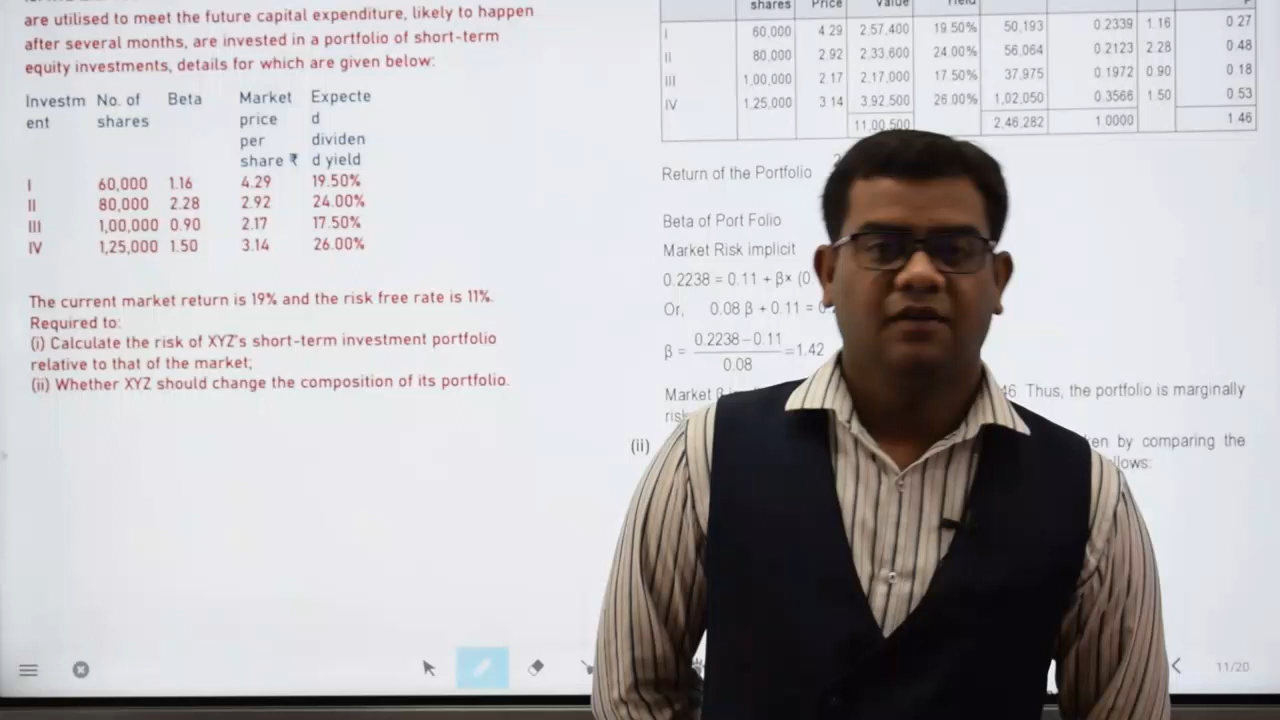 are utilised to meet the future capital expenditure, likely to happen
after several months, are invested in a portfolio of short-term
equity investments, details for which are given below:
Investm No. of Beta Market Expecte
ent shares price d
per dividen
share ₹ d yield
I 60,000 1.16 4.29 19.50%
II 80,000 2.28 2.92 24.00%
III 1,00,000 0.90 2.17 17.50%
IV 1,25,000 1.50 3.14 26.00%
The current market return is 19% and the risk free rate is 11%.
Required to:
(i) Calculate the risk of XYZ's short-term investment portfolio
relative to that of the market;
(ii) Whether XYZ should change the composition of its portfolio.
shares Price Value Yield
I 60,000 4.29 2,57,400 19.50% 50,193 0.2339 1.16 0.27
II 80,000 2.92 2,33,600 24.00% 56,064 0.2123 2.28 0.48
III 1,00,000 2.17 2,17,000 17.50% 37,975 0.1972 0.90 0.18
IV 1,25,000 3.14 3,92,500 26.00% 1,02,050 0.3566 1.50 0.53
11,00,500 2,46,282 1.0000 1.46
Return of the Portfolio
Beta of Port Folio
Market Risk implicit
0.2238 = 0.11 + β× (0
Or, 0.08 β + 0.11 = 0.
β = 0.2238 – 0.11
0.08
=1.42
Market β 46. Thus, the portfolio is marginally
(ii) by comparing the
11/20